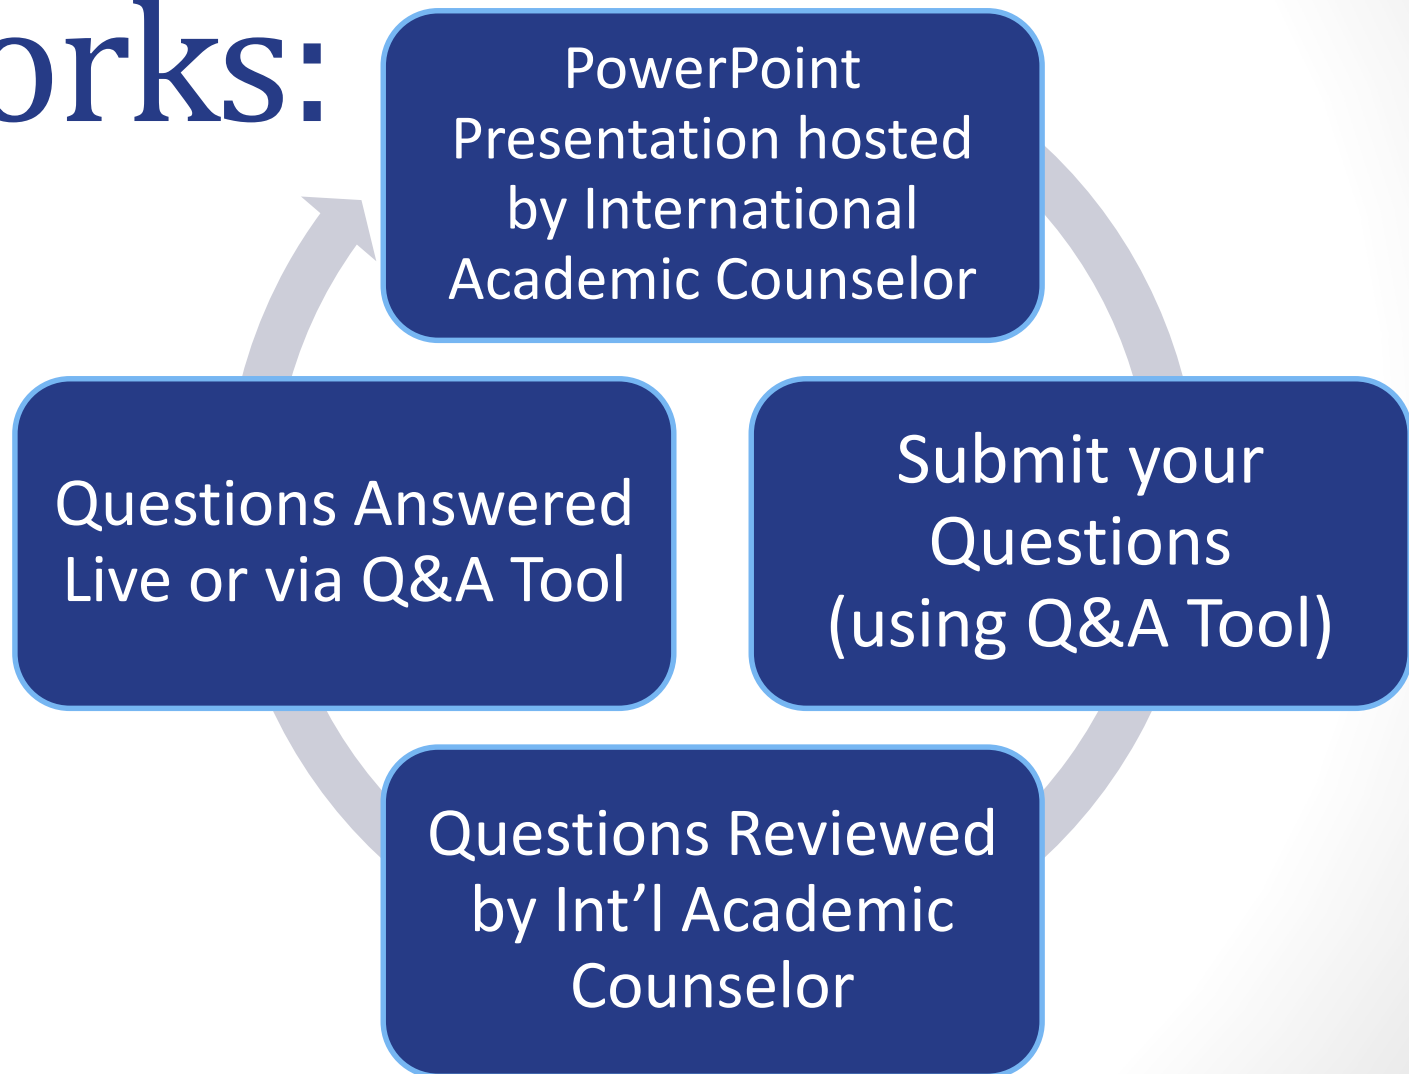 orks:
PowerPoint
Presentation hosted
by International
Academic Counselor
Submit your
Questions
(using Q&A Tool)
Questions Reviewed
by Int’l Academic
Counselor
Questions Answered
Live or via Q&A Tool